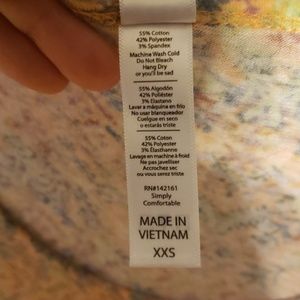 55% Cotton
42% Polyester
3% Spandex
Machine Wash Cold
Do Not Bleach
Hang Dry
or you'll be sad
55% Algodón
42% Poliéster
3% Elastano
Lavar a máquina en frío
No usar blanqueador
Cuelgue en seco
o estarás triste
55% Coton
42% Polyester
3% Élasthanne
Lavage en machine à froid
Ne pas javelliser
Accrochez sec
ou vous serez triste
RN#142161
Simply
Comfortable
MADE IN
VIETNAM
XXS